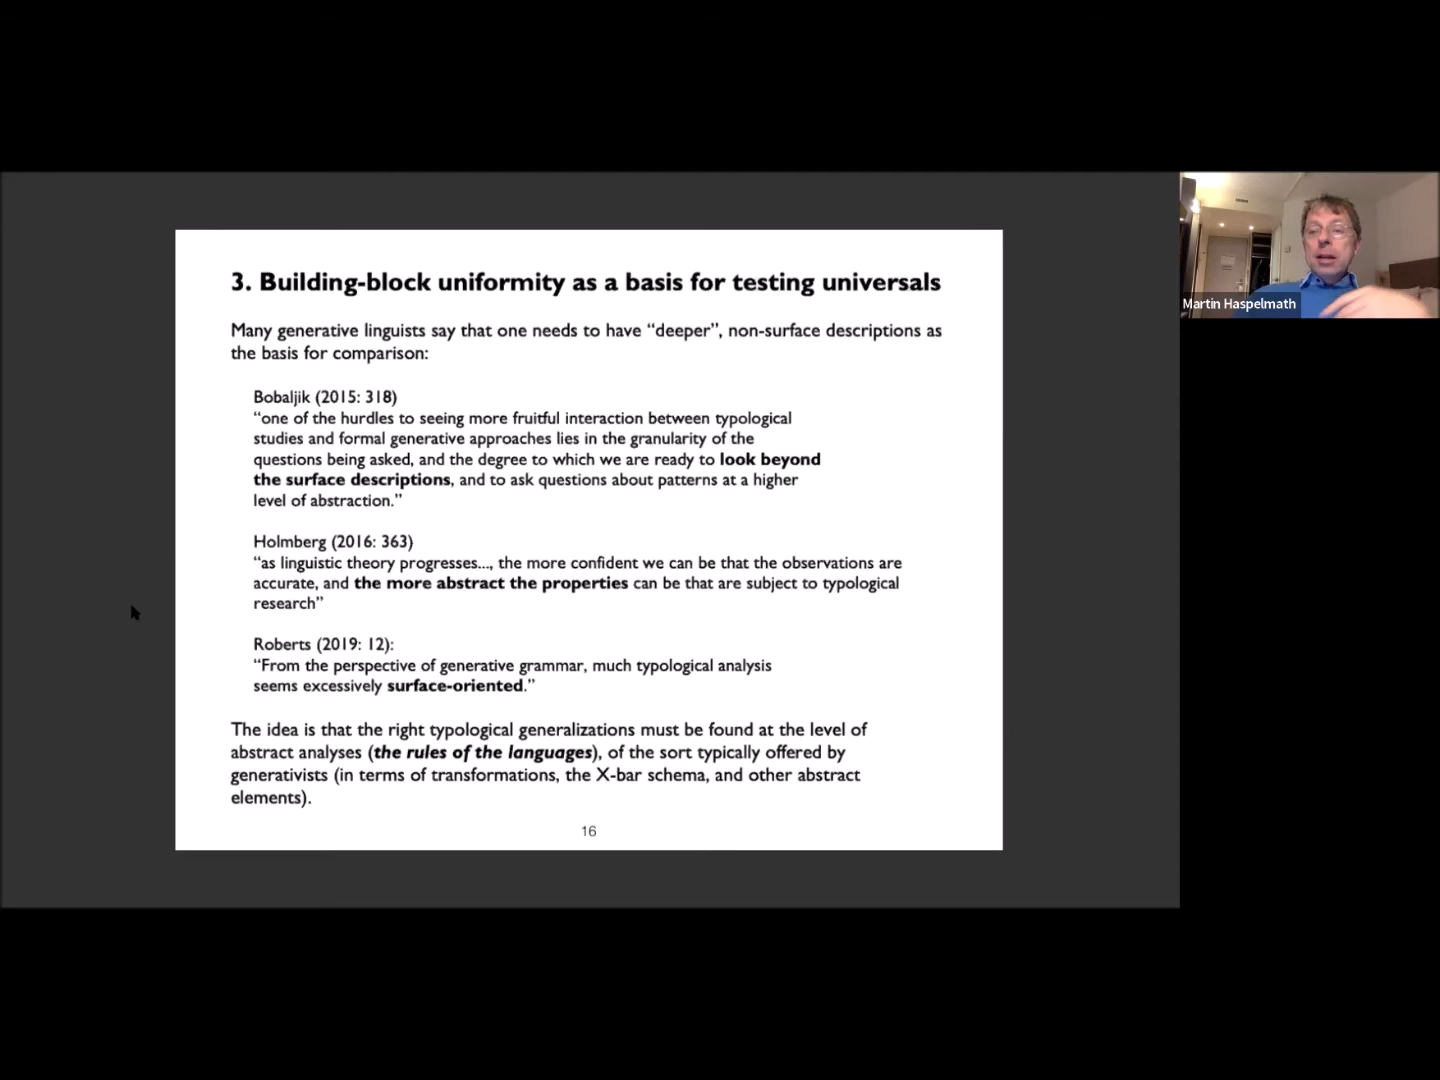 3. Building-block uniformity as a basis for testing universals
Many generative linguists say that one needs to have “deeper”, non-surface descriptions as
the basis for comparison:
Bobaljik (2015: 318)
“one of the hurdles to seeing more fruitful interaction between typological
studies and formal generative approaches lies in the granularity of the
questions being asked, and the degree to which we are ready to look beyond
the surface descriptions, and to ask questions about patterns at a higher
level of abstraction.”
Holmberg (2016: 363)
“as linguistic theory progresses..., the more confident we can be that the observations are
accurate, and the more abstract the properties can be that are subject to typological
research”
Roberts (2019: 12):
“From the perspective of generative grammar, much typological analysis
seems excessively surface-oriented.”
The idea is that the right typological generalizations must be found at the level of
abstract analyses (the rules of the languages), of the sort typically offered by
generativists (in terms of transformations, the X-bar schema, and other abstract
elements).
16
Martin Haspelmath